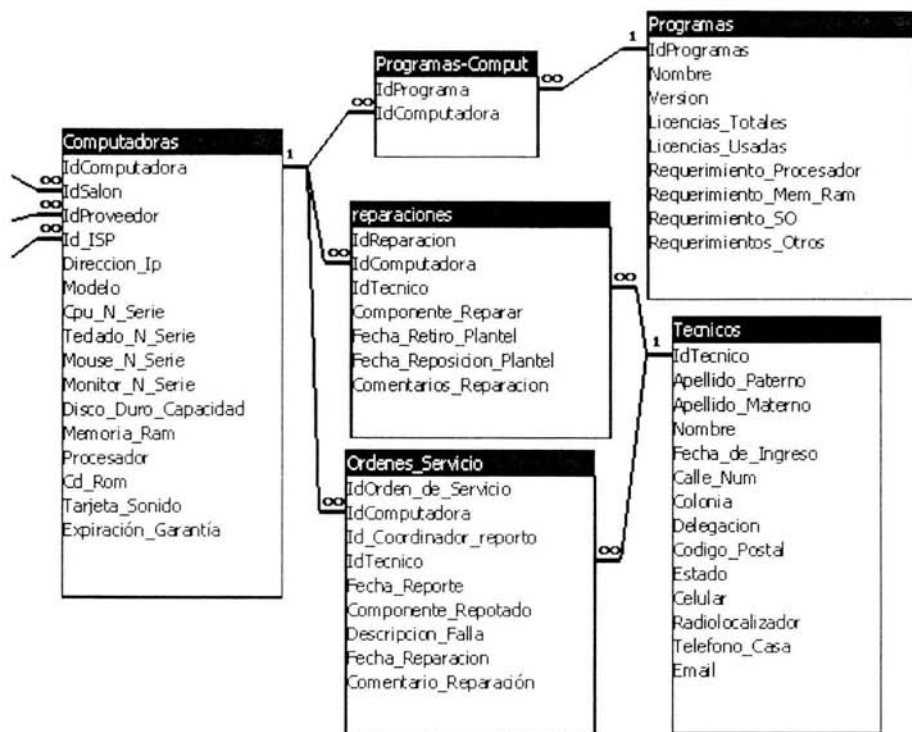 Programas
IdProgramas
Nombre
Version
Licencias_Totales
Licencias_Usadas
Requerimiento_Procesador
Requerimiento_Mem_Ram
Requerimiento_SO
Requerimientos_Otros
1
Programas-Comput
IdPrograma
IdComputadora
∞
∞
Computadoras
IdComputadora
IdSalon
IdProveedor
Id_ISP
Direccion_Ip
Modelo
Cpu_N_Serie
Teclado_N_Serie
Mouse_N_Serie
Monitor_N_Serie
Disco_Duro_Capacidad
Memoria_Ram
Procesador
Cd_Rom
Tarjeta_Sonido
Expiración_Garantía
1
∞
∞
∞
reparaciones
IdReparacion
IdComputadora
IdTecnico
Componente_Reparar
Fecha_Retiro_Plantel
Fecha_Reposicion_Plantel
Comentarios_Reparacion
∞
∞
Ordenes_Servicio
IdOrden_de_Servicio
IdComputadora
Id_Coordinador_reporto
IdTecnico
Fecha_Reporte
Componente_Repotado
Descripcion_Falla
Fecha_Reparacion
Comentario_Reparación
∞
∞
Tecnicos
IdTecnico
Apellido_Paterno
Apellido_Materno
Nombre
Fecha_de_Ingreso
Calle_Num
Colonia
Delegacion
Codigo_Postal
Estado
Celular
Radiolocalizador
Telefono_Casa
Email
1